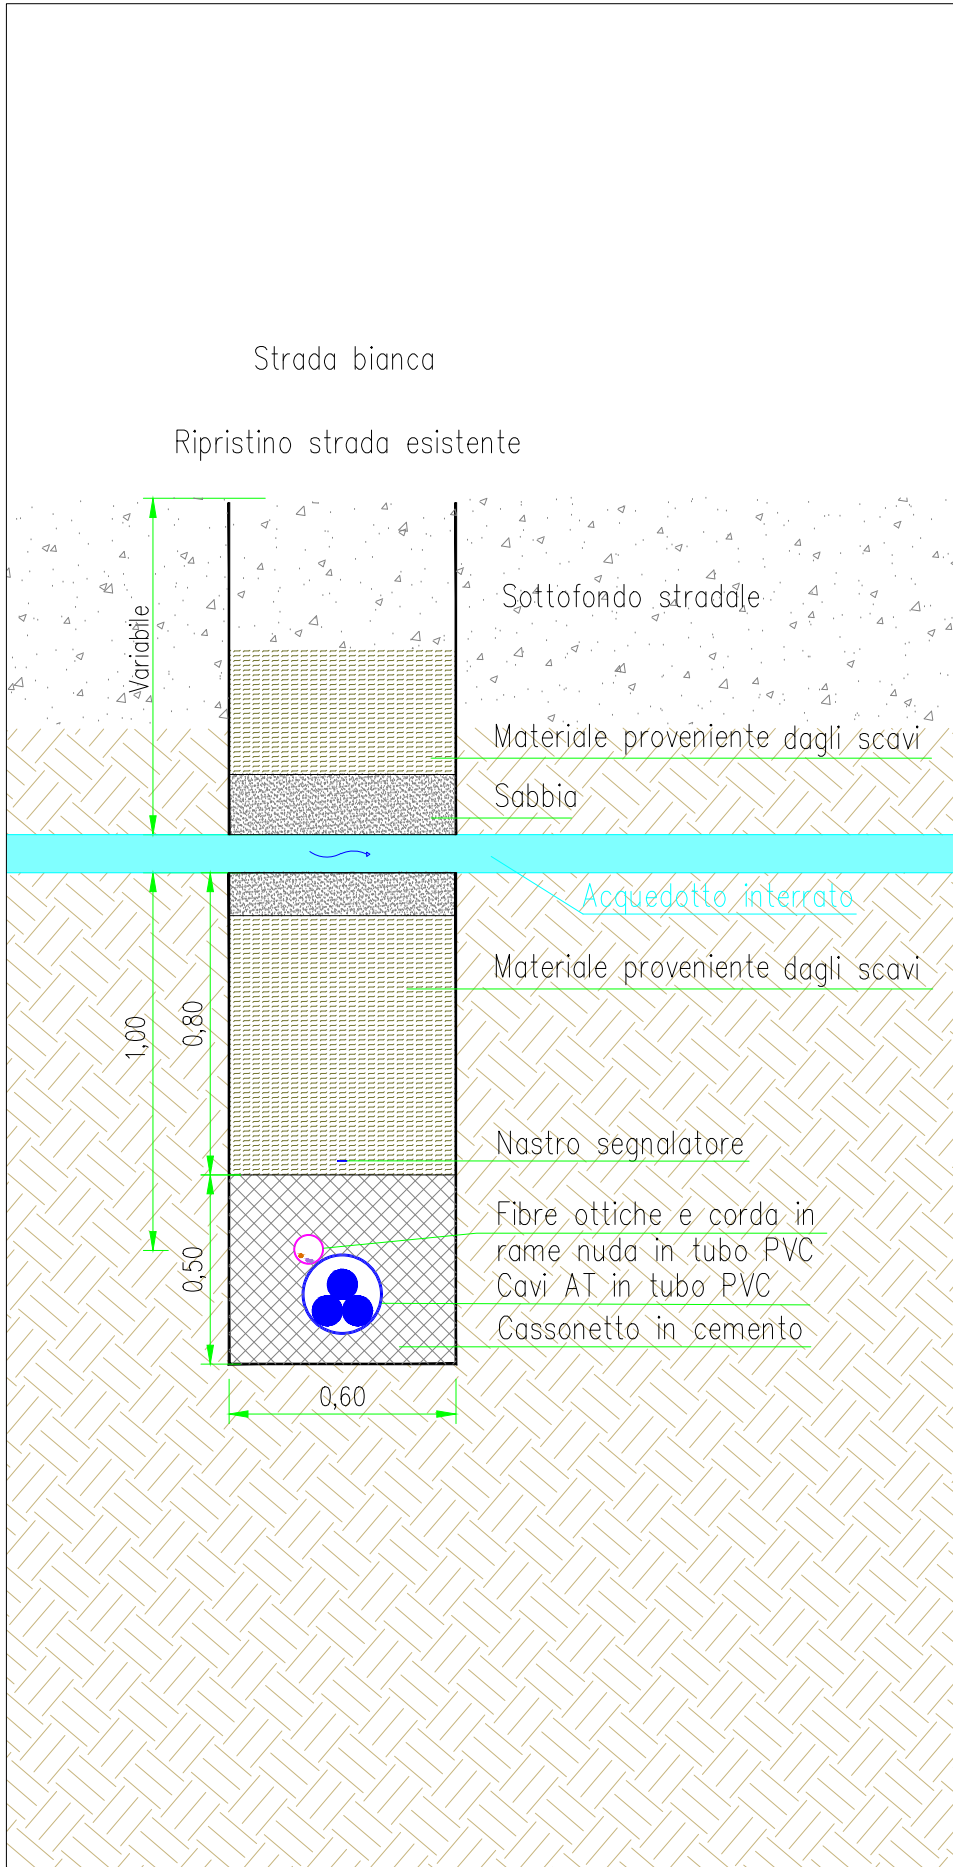 Strada bianca
Ripristino strada esistente
Variabile
Sottofondo stradale
Materiale proveniente dagli scavi
Sabbia
Acquedotto interrato
Materiale proveniente dagli scavi
1,00
0,80
Nastro segnalatore
Fibre ottiche e corda in
rame nuda in tubo PVC
0,50
Cavi AT in tubo PVC
Cassonetto in cemento
0,60